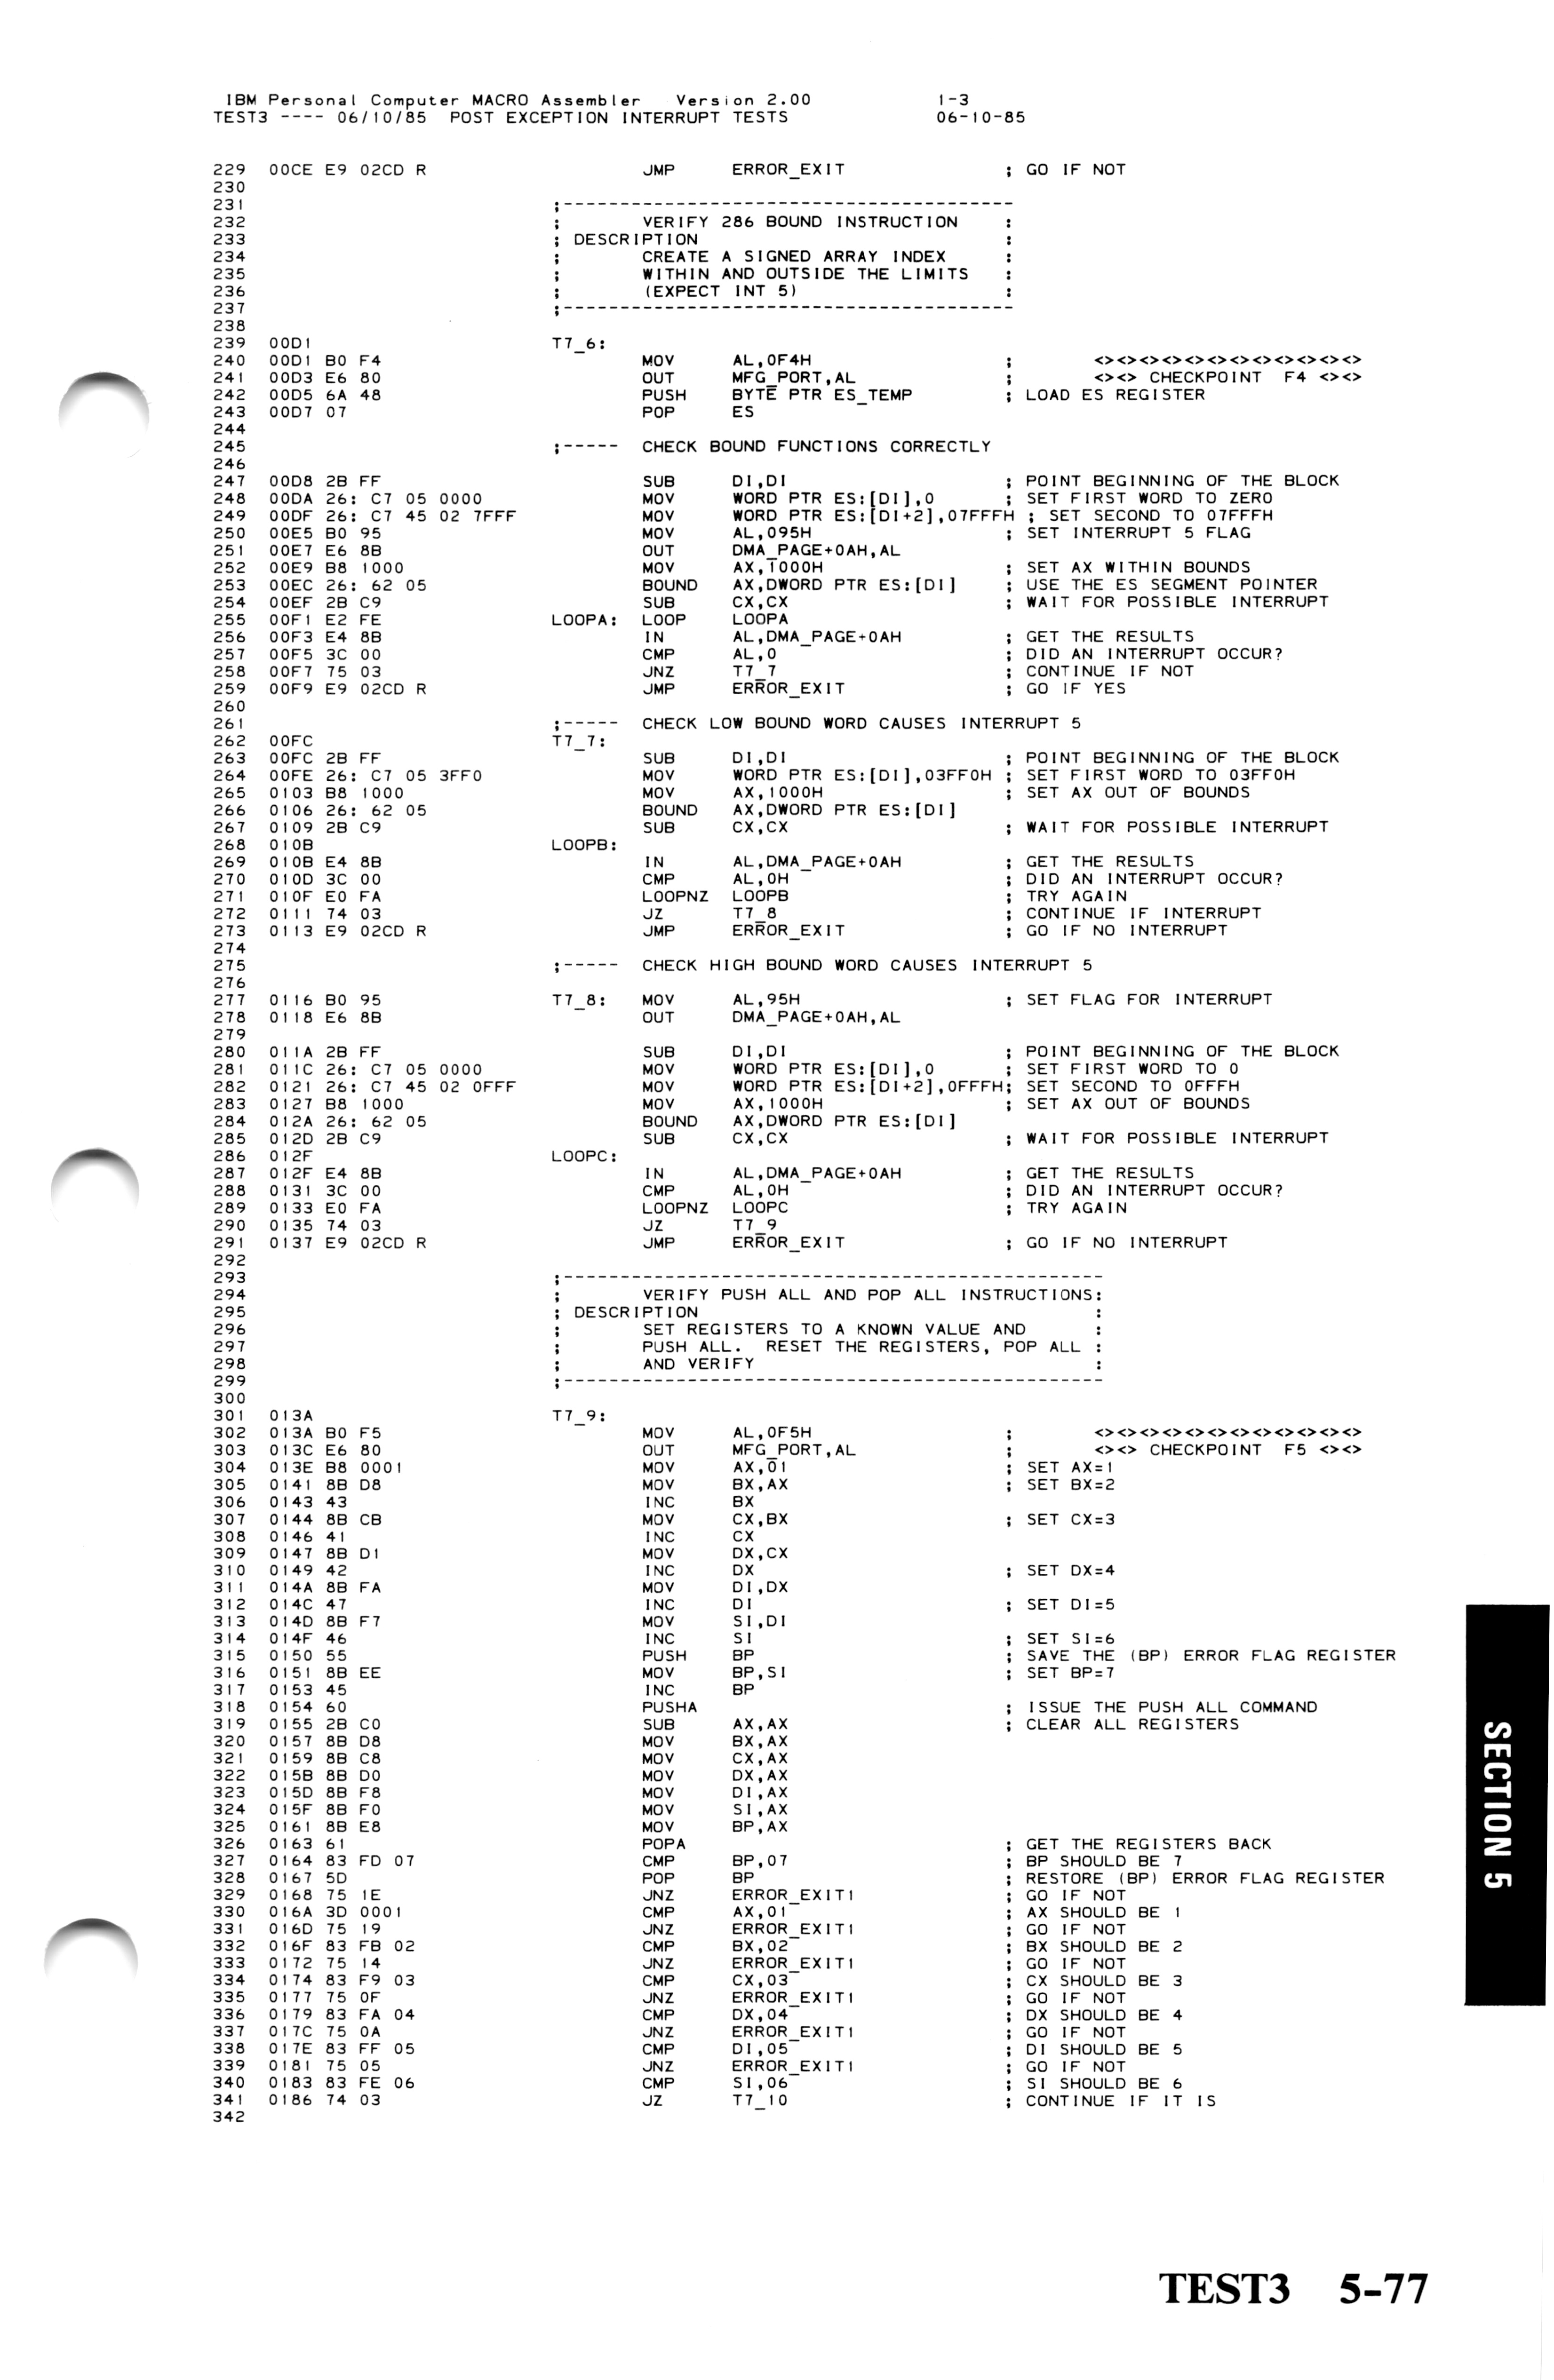 IBM Personal Computer MACRO Assembler   Version 2.00              1-3
TEST3 ---- 06/10/85  POST EXCEPTION INTERRUPT TESTS               06-10-85
229  00CE E9 02CD R                   JMP     ERROR_EXIT              ; GO IF NOT
230
231                           ;----------------------------------------
232                           ;       VERIFY 286 BOUND INSTRUCTION    :
233                           ; DESCRIPTION                           :
234                           ;       CREATE A SIGNED ARRAY INDEX     :
235                           ;       WITHIN AND OUTSIDE THE LIMITS   :
236                           ;       (EXPECT INT 5)                  :
237                           ;----------------------------------------
238
239  00D1                     T7_6:
240  00D1 B0 F4                       MOV     AL,0F4H                 ;       <><><><><><><><><><><><>
241  00D3 E6 80                       OUT     MFG_PORT,AL             ;       <><> CHECKPOINT  F4 <><>
242  00D5 6A 48                       PUSH    BYTE PTR ES_TEMP        ; LOAD ES REGISTER
243  00D7 07                          POP     ES
244
245                           ;-----  CHECK BOUND FUNCTIONS CORRECTLY
246
247  00D8 2B FF                       SUB     DI,DI                   ; POINT BEGINNING OF THE BLOCK
248  00DA 26: C7 05 0000              MOV     WORD PTR ES:[DI],0      ; SET FIRST WORD TO ZERO
249  00DF 26: C7 45 02 7FFF           MOV     WORD PTR ES:[DI+2],07FFFH ; SET SECOND TO 07FFFH
250  00E5 B0 95                       MOV     AL,095H                 ; SET INTERRUPT 5 FLAG
251  00E7 E6 8B                       OUT     DMA_PAGE+0AH,AL
252  00E9 B8 1000                     MOV     AX,1000H                ; SET AX WITHIN BOUNDS
253  00EC 26: 62 05                   BOUND   AX,DWORD PTR ES:[DI]    ; USE THE ES SEGMENT POINTER
254  00EF 2B C9                       SUB     CX,CX                   ; WAIT FOR POSSIBLE INTERRUPT
255  00F1 E2 FE               LOOPA:  LOOP    LOOPA
256  00F3 E4 8B                       IN      AL,DMA_PAGE+0AH         ; GET THE RESULTS
257  00F5 3C 00                       CMP     AL,0                    ; DID AN INTERRUPT OCCUR?
258  00F7 75 03                       JNZ     T7_7                    ; CONTINUE IF NOT
259  00F9 E9 02CD R                   JMP     ERROR_EXIT              ; GO IF YES
260
261                           ;-----  CHECK LOW BOUND WORD CAUSES INTERRUPT 5
262  00FC                     T7_7:
263  00FC 2B FF                       SUB     DI,DI                   ; POINT BEGINNING OF THE BLOCK
264  00FE 26: C7 05 3FF0              MOV     WORD PTR ES:[DI],03FF0H ; SET FIRST WORD TO 03FF0H
265  0103 B8 1000                     MOV     AX,1000H                ; SET AX OUT OF BOUNDS
266  0106 26: 62 05                   BOUND   AX,DWORD PTR ES:[DI]
267  0109 2B C9                       SUB     CX,CX                   ; WAIT FOR POSSIBLE INTERRUPT
268  010B                     LOOPB:
269  010B E4 8B                       IN      AL,DMA_PAGE+0AH         ; GET THE RESULTS
270  010D 3C 00                       CMP     AL,0H                   ; DID AN INTERRUPT OCCUR?
271  010F E0 FA                       LOOPNZ  LOOPB                   ; TRY AGAIN
272  0111 74 03                       JZ      T7_8                    ; CONTINUE IF INTERRUPT
273  0113 E9 02CD R                   JMP     ERROR_EXIT              ; GO IF NO INTERRUPT
274
275                           ;-----  CHECK HIGH BOUND WORD CAUSES INTERRUPT 5
276
277  0116 B0 95               T7_8:   MOV     AL,95H                  ; SET FLAG FOR INTERRUPT
278  0118 E6 8B                       OUT     DMA_PAGE+0AH,AL
279
280  011A 2B FF                       SUB     DI,DI                   ; POINT BEGINNING OF THE BLOCK
281  011C 26: C7 05 0000              MOV     WORD PTR ES:[DI],0      ; SET FIRST WORD TO 0
282  0121 26: C7 45 02 0FFF           MOV     WORD PTR ES:[DI+2],0FFFH; SET SECOND TO 0FFFH
283  0127 B8 1000                     MOV     AX,1000H                ; SET AX OUT OF BOUNDS
284  012A 26: 62 05                   BOUND   AX,DWORD PTR ES:[DI]
285  012D 2B C9                       SUB     CX,CX                   ; WAIT FOR POSSIBLE INTERRUPT
286  012F                     LOOPC:
287  012F E4 8B                       IN      AL,DMA_PAGE+0AH         ; GET THE RESULTS
288  0131 3C 00                       CMP     AL,0H                   ; DID AN INTERRUPT OCCUR?
289  0133 E0 FA                       LOOPNZ  LOOPC                   ; TRY AGAIN
290  0135 74 03                       JZ      T7_9
291  0137 E9 02CD R                   JMP     ERROR_EXIT              ; GO IF NO INTERRUPT
292
293                           ;------------------------------------------------
294                           ;       VERIFY PUSH ALL AND POP ALL INSTRUCTIONS:
295                           ; DESCRIPTION                                   :
296                           ;       SET REGISTERS TO A KNOWN VALUE AND      :
297                           ;       PUSH ALL.  RESET THE REGISTERS, POP ALL :
298                           ;       AND VERIFY                              :
299                           ;------------------------------------------------
300
301  013A                     T7_9:
302  013A B0 F5                       MOV     AL,0F5H                 ;       <><><><><><><><><><><><>
303  013C E6 80                       OUT     MFG_PORT,AL             ;       <><> CHECKPOINT  F5 <><>
304  013E B8 0001                     MOV     AX,01                   ; SET AX=1
305  0141 8B D8                       MOV     BX,AX                   ; SET BX=2
306  0143 43                          INC     BX
307  0144 8B CB                       MOV     CX,BX                   ; SET CX=3
308  0146 41                          INC     CX
309  0147 8B D1                       MOV     DX,CX
310  0149 42                          INC     DX                      ; SET DX=4
311  014A 8B FA                       MOV     DI,DX
312  014C 47                          INC     DI                      ; SET DI=5
313  014D 8B F7                       MOV     SI,DI
314  014F 46                          INC     SI                      ; SET SI=6
315  0150 55                          PUSH    BP                      ; SAVE THE (BP) ERROR FLAG REGISTER
316  0151 8B EE                       MOV     BP,SI                   ; SET BP=7
317  0153 45                          INC     BP
318  0154 60                          PUSHA                           ; ISSUE THE PUSH ALL COMMAND
319  0155 2B C0                       SUB     AX,AX                   ; CLEAR ALL REGISTERS
320  0157 8B D8                       MOV     BX,AX
321  0159 8B C8                       MOV     CX,AX
322  015B 8B D0                       MOV     DX,AX
323  015D 8B F8                       MOV     DI,AX
324  015F 8B F0                       MOV     SI,AX
325  0161 8B E8                       MOV     BP,AX
326  0163 61                          POPA                            ; GET THE REGISTERS BACK
327  0164 83 FD 07                    CMP     BP,07                   ; BP SHOULD BE 7
328  0167 5D                          POP     BP                      ; RESTORE (BP) ERROR FLAG REGISTER
329  0168 75 1E                       JNZ     ERROR_EXIT1             ; GO IF NOT
330  016A 3D 0001                     CMP     AX,01                   ; AX SHOULD BE 1
331  016D 75 19                       JNZ     ERROR_EXIT1             ; GO IF NOT
332  016F 83 FB 02                    CMP     BX,02                   ; BX SHOULD BE 2
333  0172 75 14                       JNZ     ERROR_EXIT1             ; GO IF NOT
334  0174 83 F9 03                    CMP     CX,03                   ; CX SHOULD BE 3
335  0177 75 0F                       JNZ     ERROR_EXIT1             ; GO IF NOT
336  0179 83 FA 04                    CMP     DX,04                   ; DX SHOULD BE 4
337  017C 75 0A                       JNZ     ERROR_EXIT1             ; GO IF NOT
338  017E 83 FF 05                    CMP     DI,05                   ; DI SHOULD BE 5
339  0181 75 05                       JNZ     ERROR_EXIT1             ; GO IF NOT
340  0183 83 FE 06                    CMP     SI,06                   ; SI SHOULD BE 6
341  0186 74 03                       JZ      T7_10                   ; CONTINUE IF IT IS
342
SECTION 5
TEST3   5-77